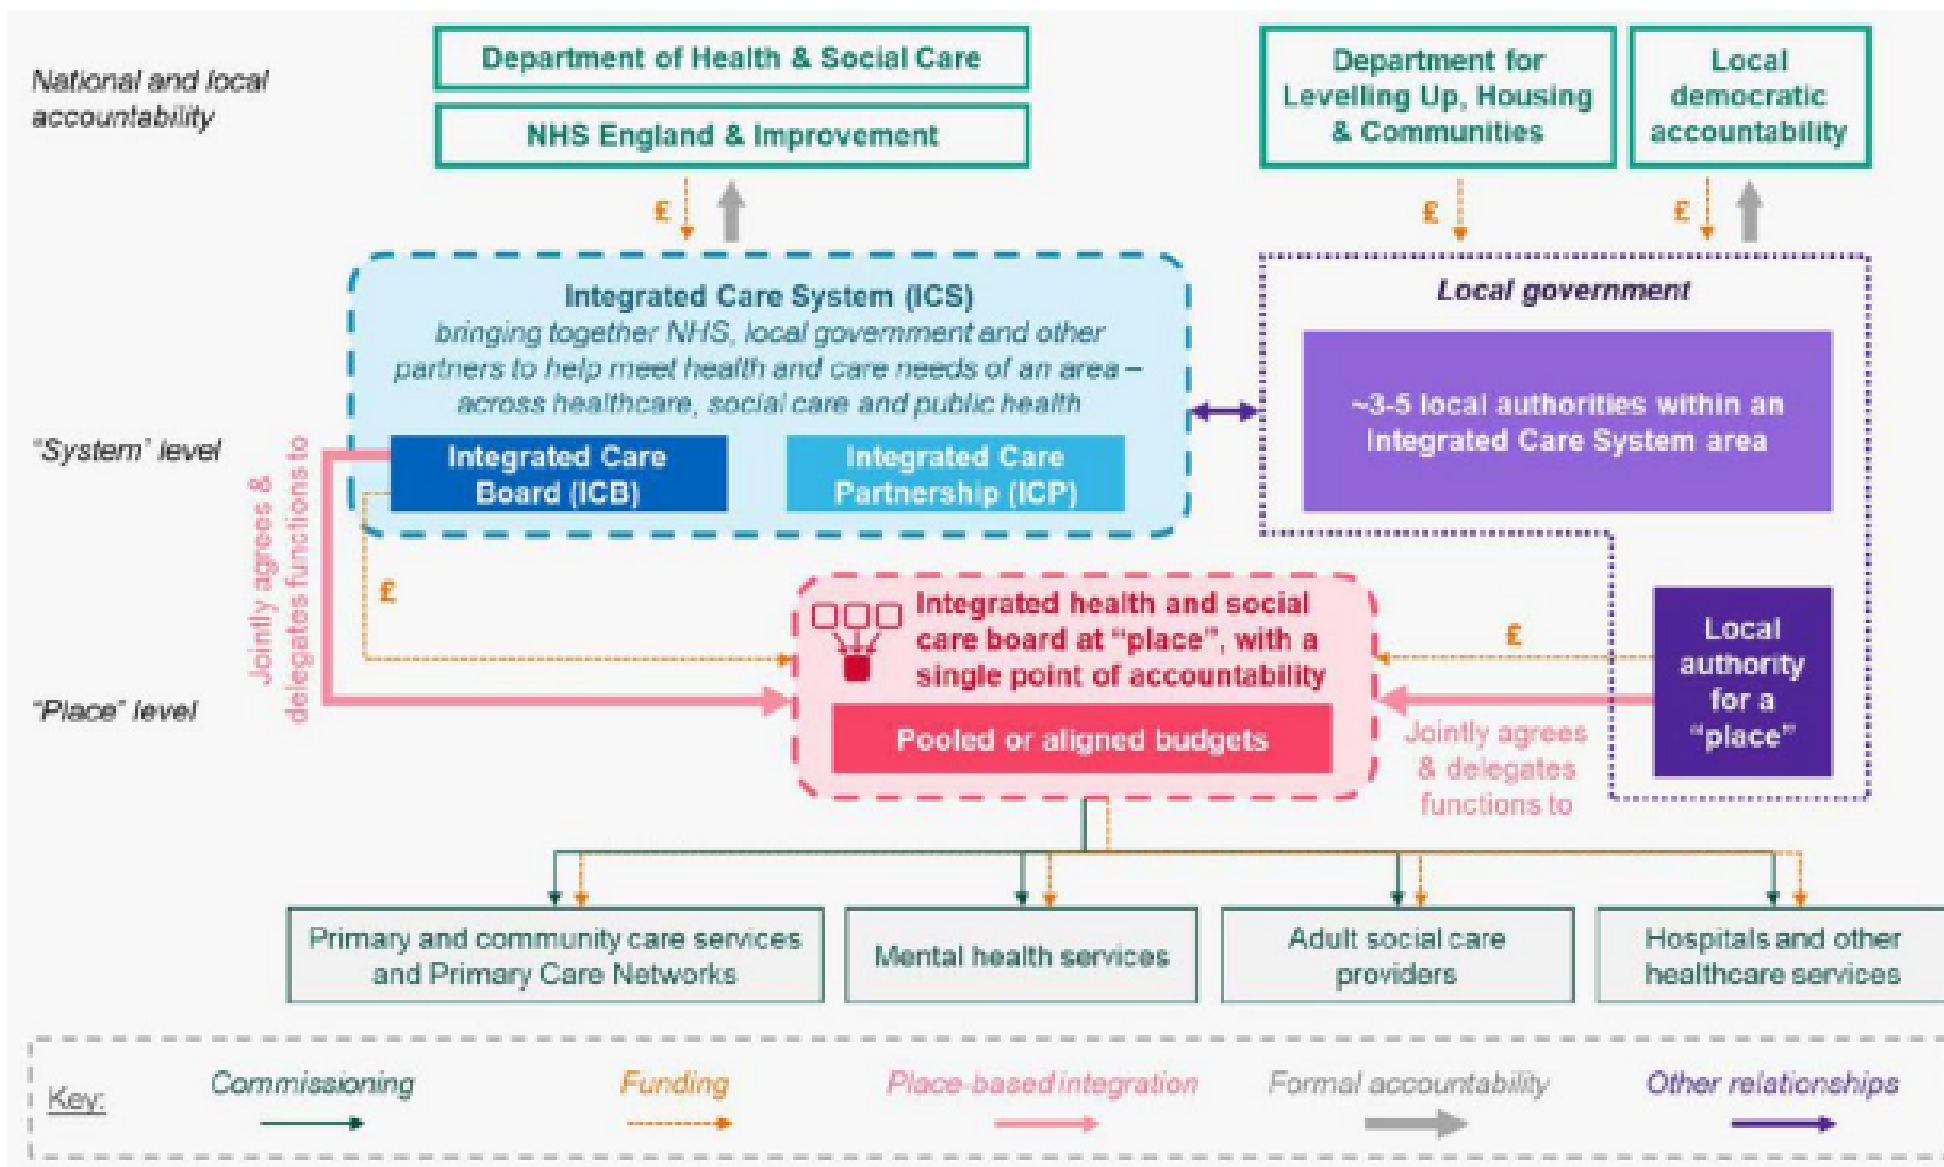 National and local
accountability
Department of Health & Social Care
NHS England & Improvement
Department for
Levelling Up, Housing
& Communities
Local
democratic
accountability
£
£
£
Integrated Care System (ICS)
bringing together NHS, local government and other
partners to help meet health and care needs of an area –
across healthcare, social care and public health
Integrated Care
Board (ICB)
Integrated Care
Partnership (ICP)
Local government
~3-5 local authorities within an
Integrated Care System area
"System' level
Jointly agrees &
delegates functions to
£
Integrated health and social
care board at "place", with a
single point of accountability
Pooled or aligned budgets
£
Local
authority
for a
"place"
"Place" level
Jointly agrees
& delegates
functions to
Primary and community care services
and Primary Care Networks
Mental health services
Adult social care
providers
Hospitals and other
healthcare services
Key:
Commissioning
Funding
Place-based integration
Formal accountability
Other relationships